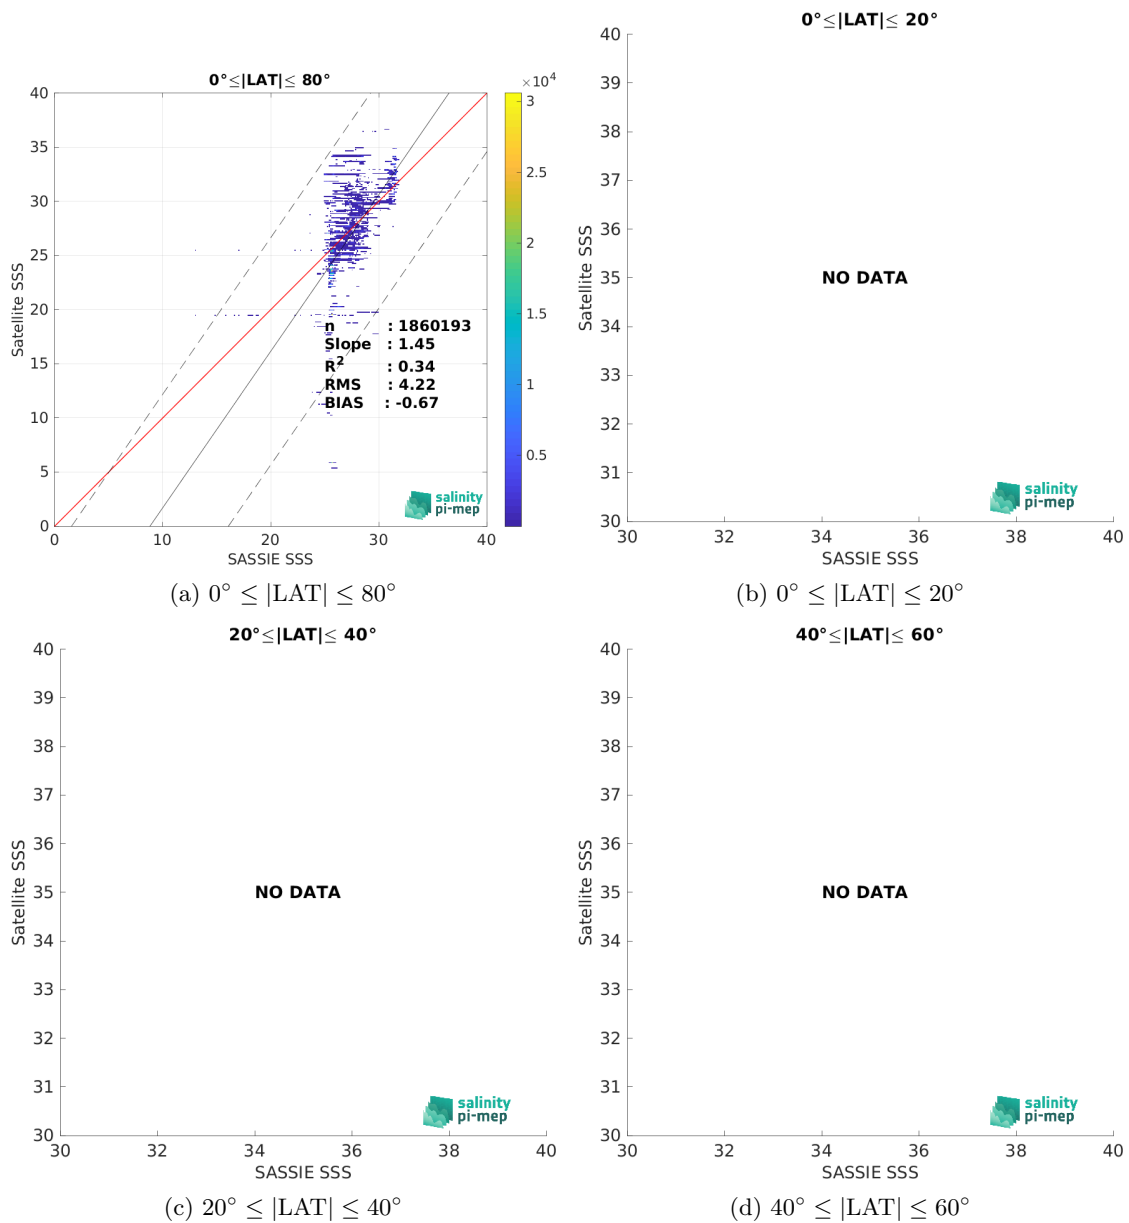 0°≤|LAT|≤ 80°
×10⁴
40
35
30
25
20
15
10
5
0
Satellite SSS
0 10 20 30 40
SASSIE SSS
3
2.5
2
1.5
1
0.5
n : 1860193
Slope : 1.45
R² : 0.34
RMS : 4.22
BIAS : -0.67
salinity
pi-mep
(a) 0° ≤ |LAT| ≤ 80°
0°≤|LAT|≤ 20°
40
39
38
37
36
35
34
33
32
31
30
Satellite SSS
NO DATA
30 32 34 36 38 40
SASSIE SSS
salinity
pi-mep
(b) 0° ≤ |LAT| ≤ 20°
20°≤|LAT|≤ 40°
40
39
38
37
36
35
34
33
32
31
30
Satellite SSS
NO DATA
30 32 34 36 38 40
SASSIE SSS
salinity
pi-mep
(c) 20° ≤ |LAT| ≤ 40°
40°≤|LAT|≤ 60°
40
39
38
37
36
35
34
33
32
31
30
Satellite SSS
NO DATA
30 32 34 36 38 40
SASSIE SSS
salinity
pi-mep
(d) 40° ≤ |LAT| ≤ 60°